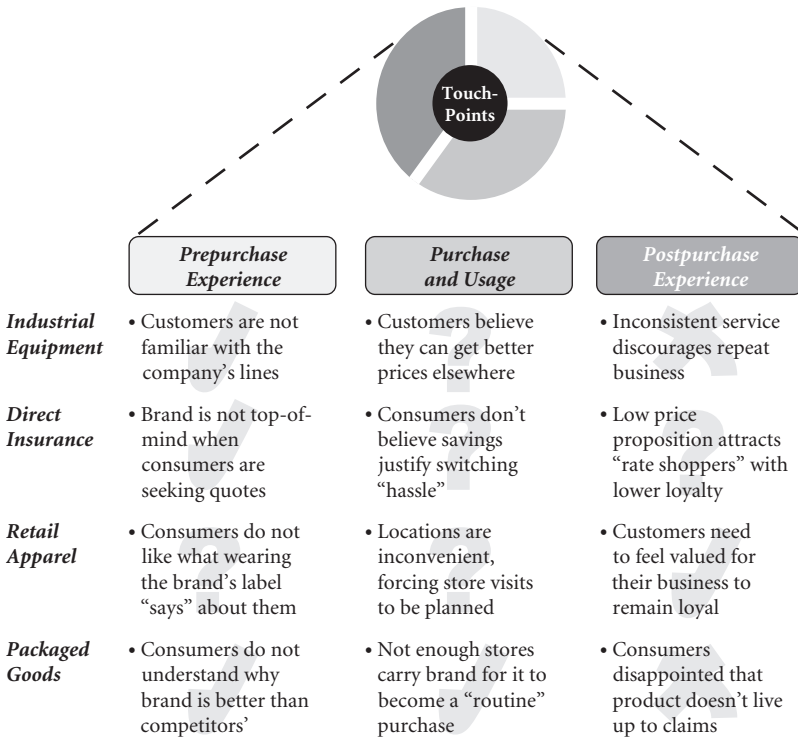 Touch-
Points
Prepurchase
Experience
Purchase
and Usage
Postpurchase
Experience
Industrial
Equipment
• Customers are not
familiar with the
company’s lines
• Customers believe
they can get better
prices elsewhere
• Inconsistent service
discourages repeat
business
Direct
Insurance
• Brand is not top-of-
mind when
consumers are
seeking quotes
• Consumers don’t
believe savings
justify switching
“hassle”
• Low price
proposition attracts
“rate shoppers” with
lower loyalty
Retail
Apparel
• Consumers do not
like what wearing
the brand’s label
“says” about them
• Locations are
inconvenient,
forcing store visits
to be planned
• Customers need
to feel valued for
their business to
remain loyal
Packaged
Goods
• Consumers do not
understand why
brand is better than
competitors’
• Not enough stores
carry brand for it to
become a “routine”
purchase
• Consumers
disappointed that
product doesn’t live
up to claims